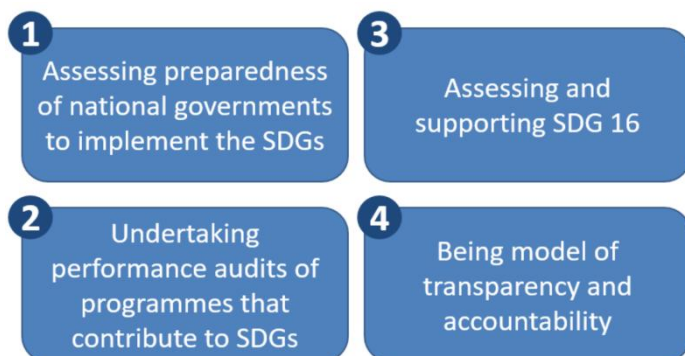 1
Assessing preparedness
of national governments
to implement the SDGs
2
Undertaking
performance audits of
programmes that
contribute to SDGs
3
Assessing and
supporting SDG 16
4
Being model of
transparency and
accountability